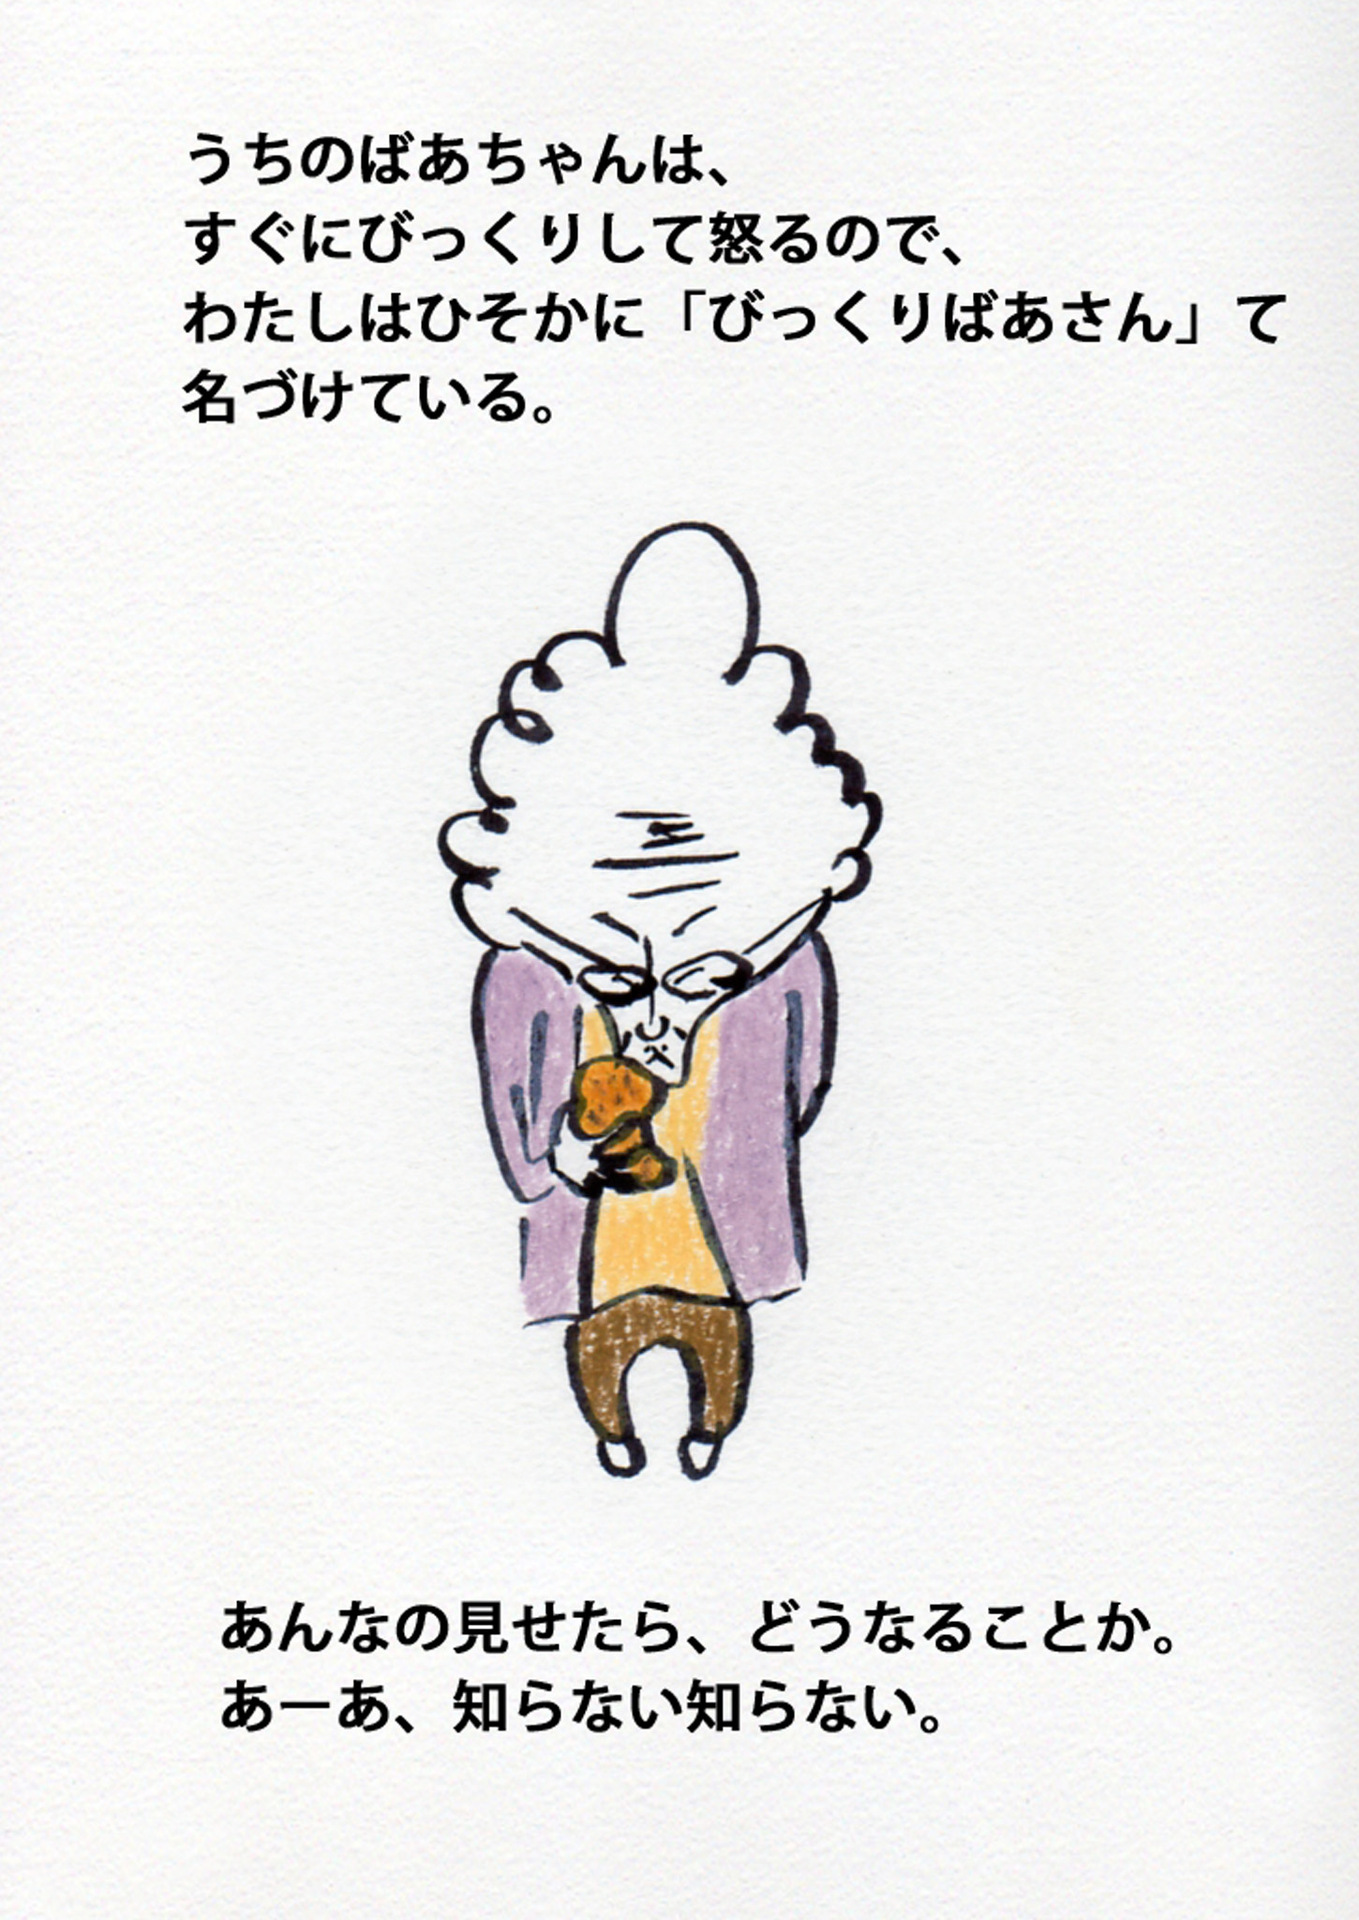 うちのばあちゃんは、
すぐにびっくりして怒るので、
わたしはひそかに「びっくりばあさん」て
名づけている。
あんなの見せたら、どうなることか。
あーあ、知らない知らない。